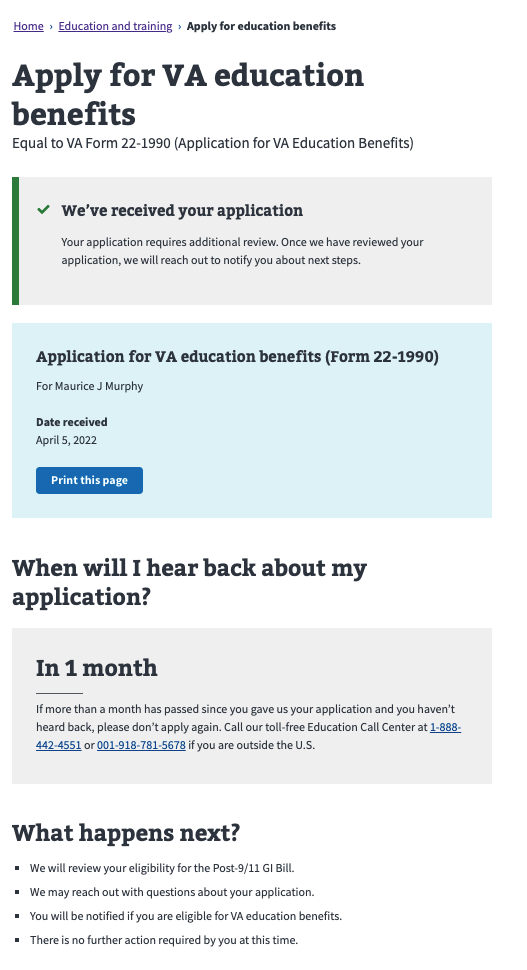 Home › Education and training › Apply for education benefits
Apply for VA education
benefits
Equal to VA Form 22-1990 (Application for VA Education Benefits)
We’ve received your application
Your application requires additional review. Once we have reviewed your
application, we will reach out to notify you about next steps.
Application for VA education benefits (Form 22-1990)
For Maurice J Murphy
Date received
April 5, 2022
Print this page
When will I hear back about my
application?
In 1 month
If more than a month has passed since you gave us your application and you haven’t
heard back, please don’t apply again. Call our toll-free Education Call Center at 1-888-
442-4551 or 001-918-781-5678 if you are outside the U.S.
What happens next?
We will review your eligibility for the Post-9/11 GI Bill.
We may reach out with questions about your application.
You will be notified if you are eligible for VA education benefits.
There is no further action required by you at this time.